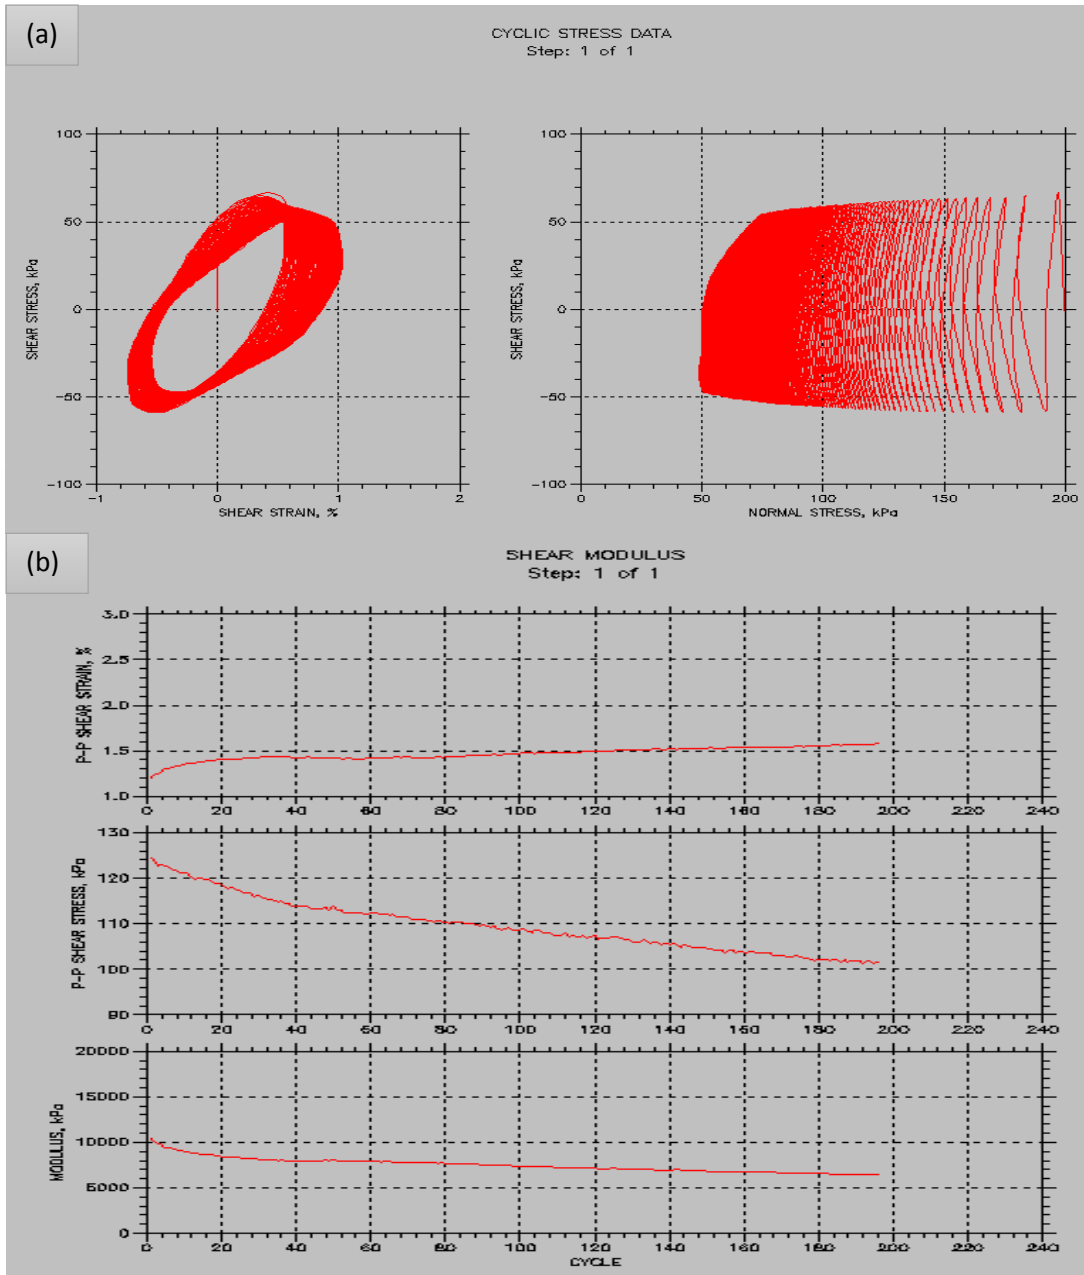 (a)
CYCLIC STRESS DATA
Step: 1 of 1
100
50
0
-50
-100
SHEAR STRESS, kPa
-1 0 1 2
SHEAR STRAIN, %
100
50
0
-50
-100
SHEAR STRESS, kPa
0 50 100 150 200
NORMAL STRESS, kPa
(b)
SHEAR MODULUS
Step: 1 of 1
3.0
2.5
2.0
1.5
1.0
P-P SHEAR STRAIN, %
0 20 40 60 80 100 120 140 160 180 200 220 240
130
120
110
100
90
P-P SHEAR STRESS, kPa
0 20 40 60 80 100 120 140 160 180 200 220 240
20000
15000
10000
5000
0
MODULUS, kPa
0 20 40 60 80 100 120 140 160 180 200 220 240
CYCLE